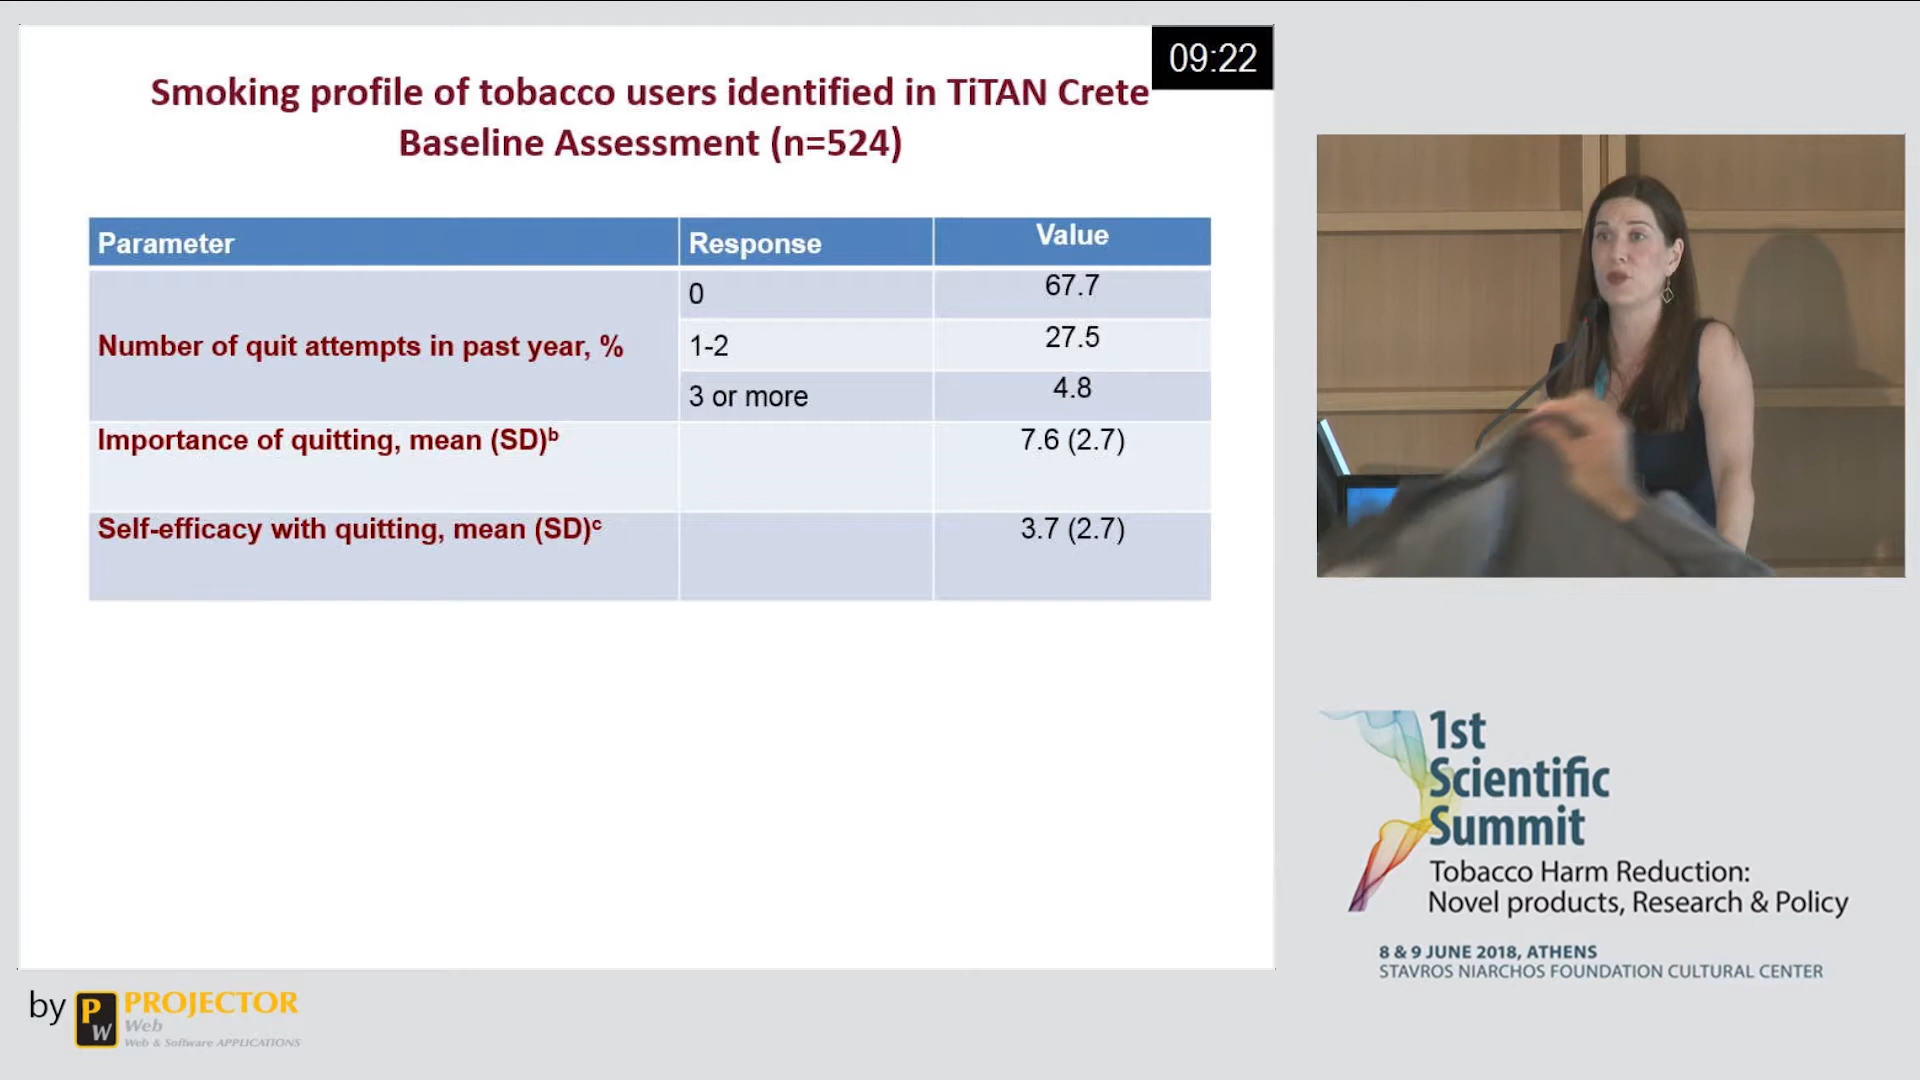 09:22
Smoking profile of tobacco users identified in TiTAN Crete
Baseline Assessment (n=524)
Parameter Response Value
Number of quit attempts in past year, % 0 67.7
1-2 27.5
3 or more 4.8
Importance of quitting, mean (SD)ᵇ 7.6 (2.7)
Self-efficacy with quitting, mean (SD)ᶜ 3.7 (2.7)
1st
Scientific
Summit
Tobacco Harm Reduction:
Novel products, Research & Policy
8 & 9 JUNE 2018, ATHENS
STAVROS NIARCHOS FOUNDATION CULTURAL CENTER
by PW PROJECTOR
Web
Web & Software APPLICATIONS